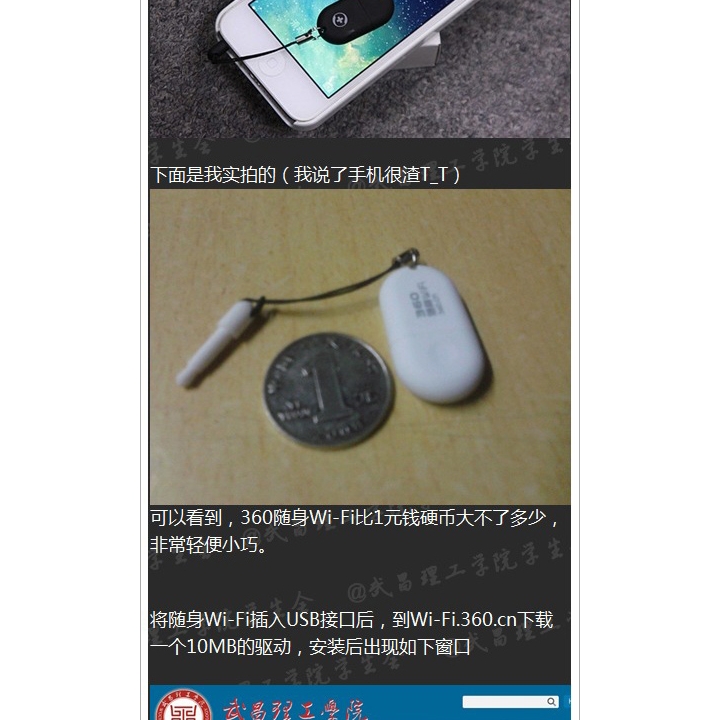 下面是我实拍的（我说了手机很渣T_T）
360
1
可以看到，360随身Wi-Fi比1元钱硬币大不了多少，
非常轻便小巧。
@武昌理工学院学生会
将随身Wi-Fi插入USB接口后，到Wi-Fi.360.cn下载
一个10MB的驱动，安装后出现如下窗口
武昌理工學院